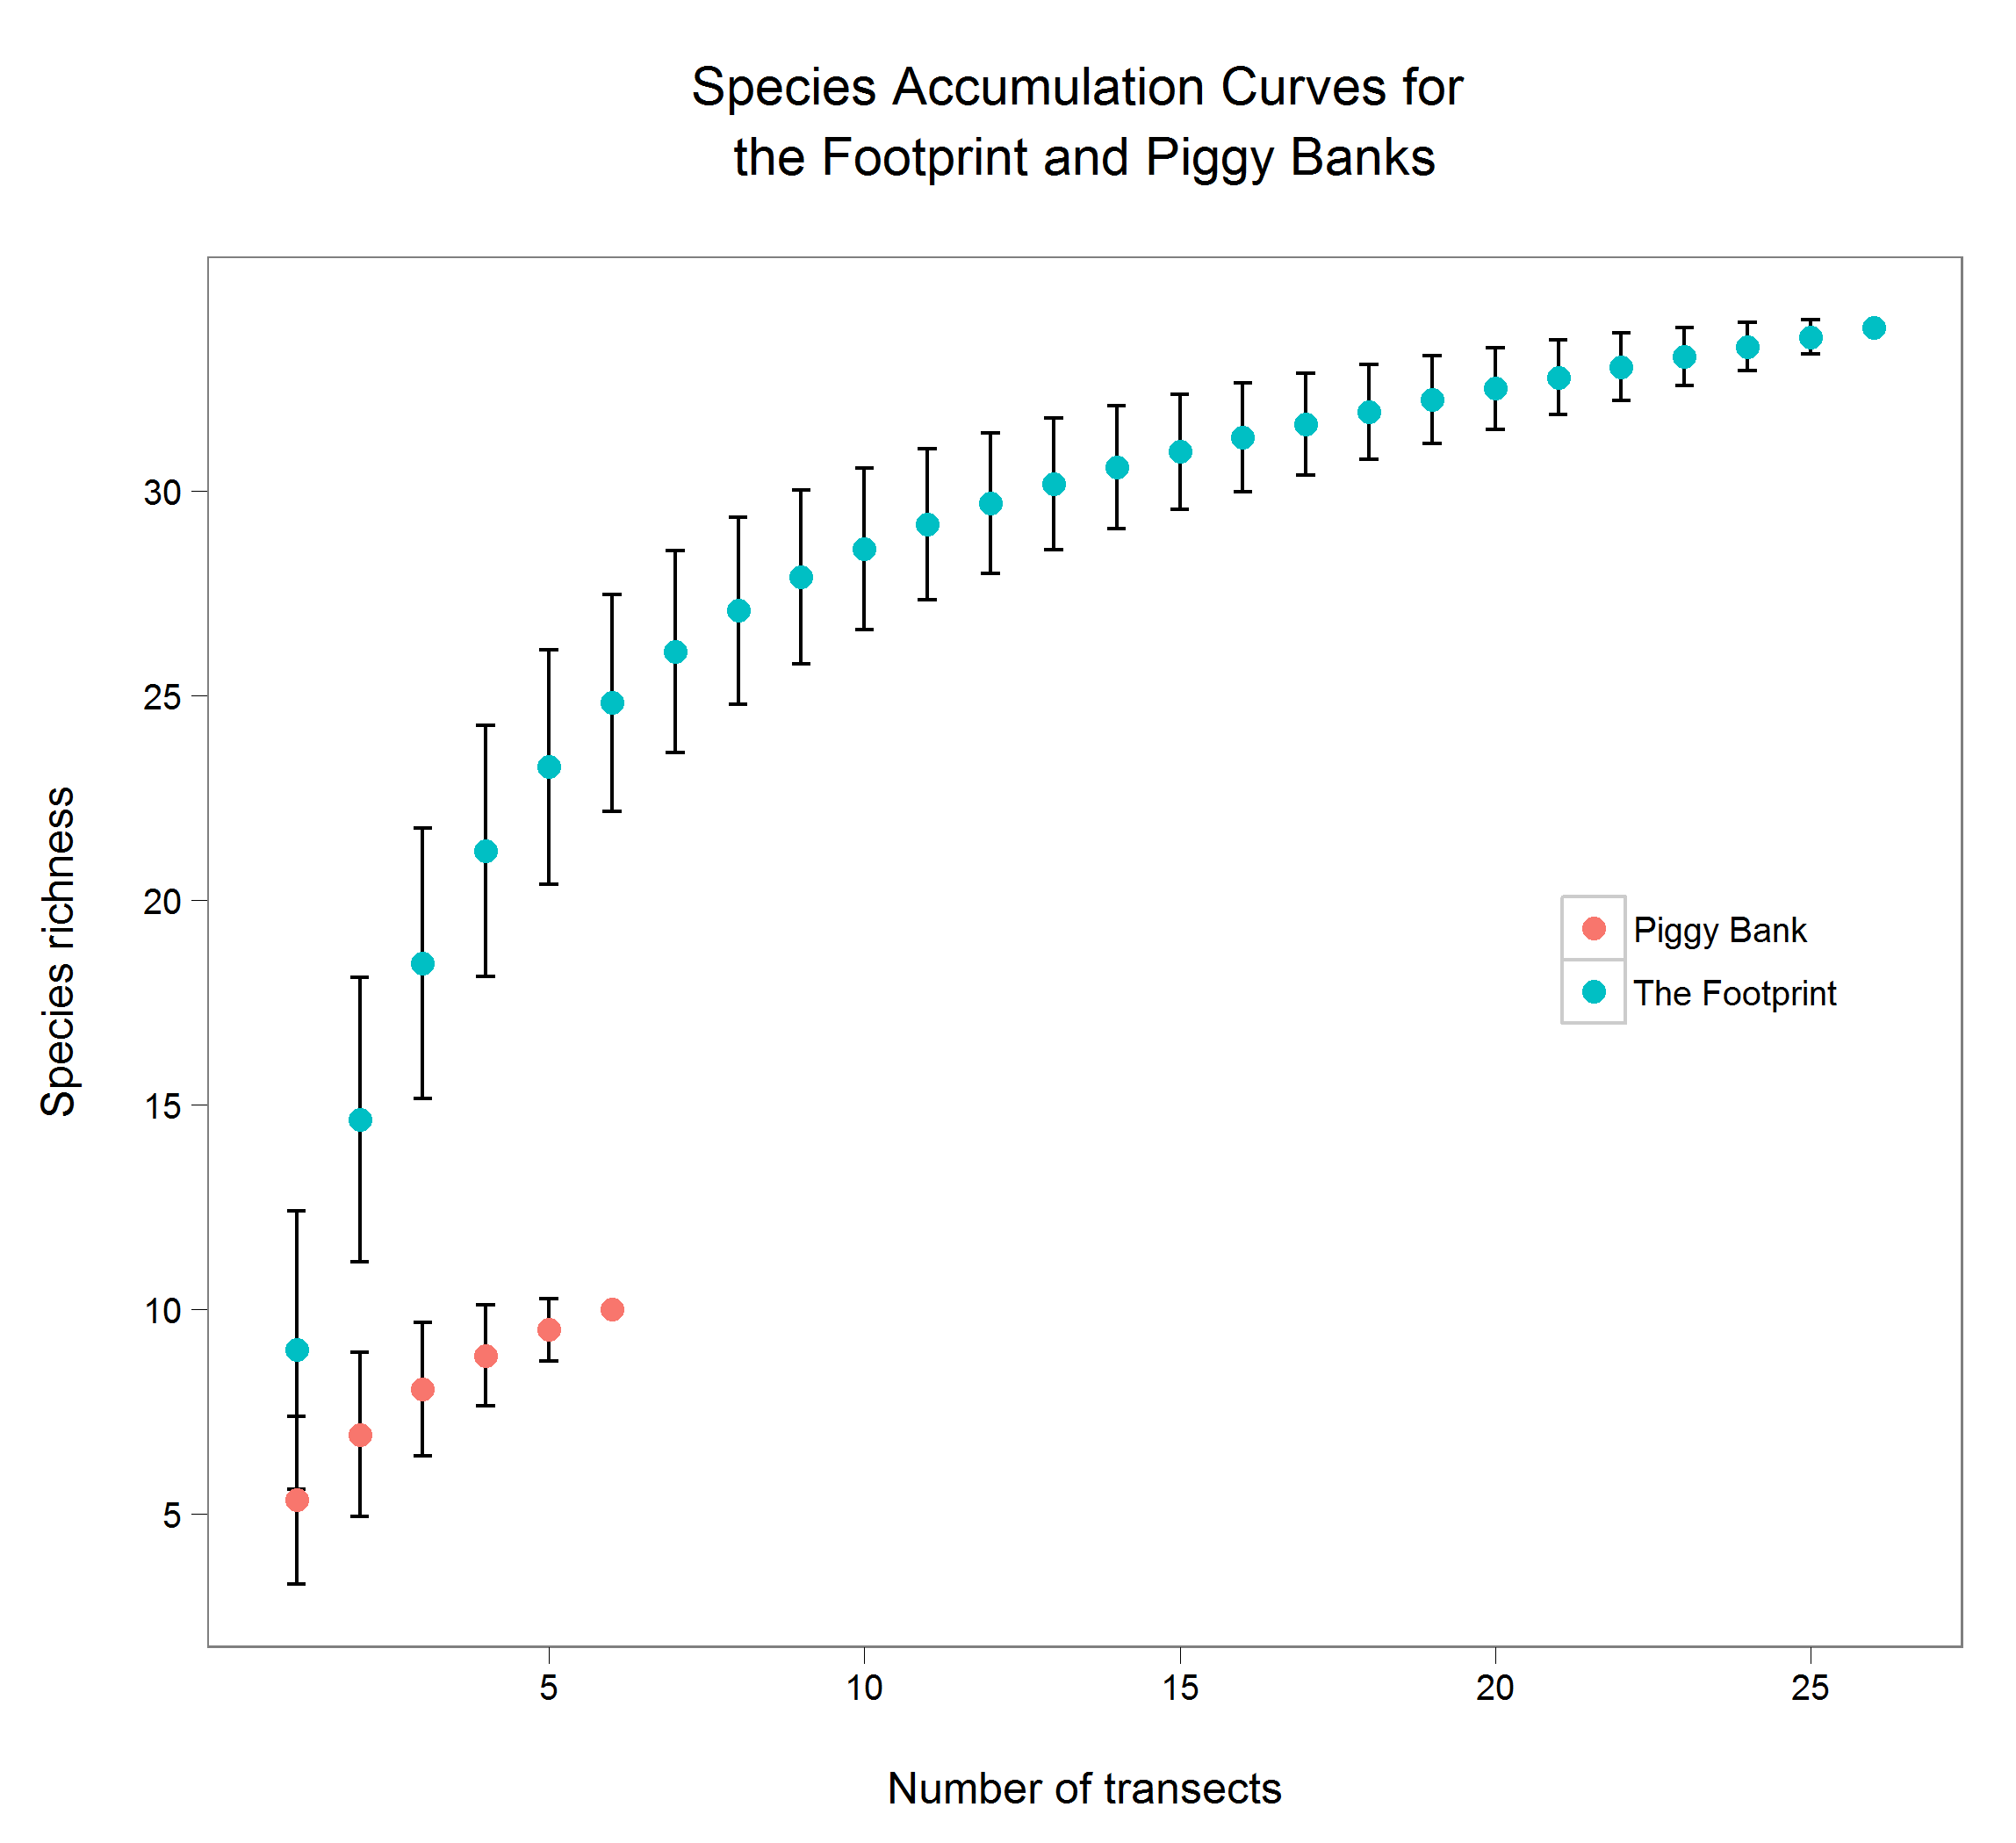 Species Accumulation Curves for
the Footprint and Piggy Banks
Species richness
30
25
20
15
10
5
Piggy Bank
The Footprint
5
10
15
20
25
Number of transects